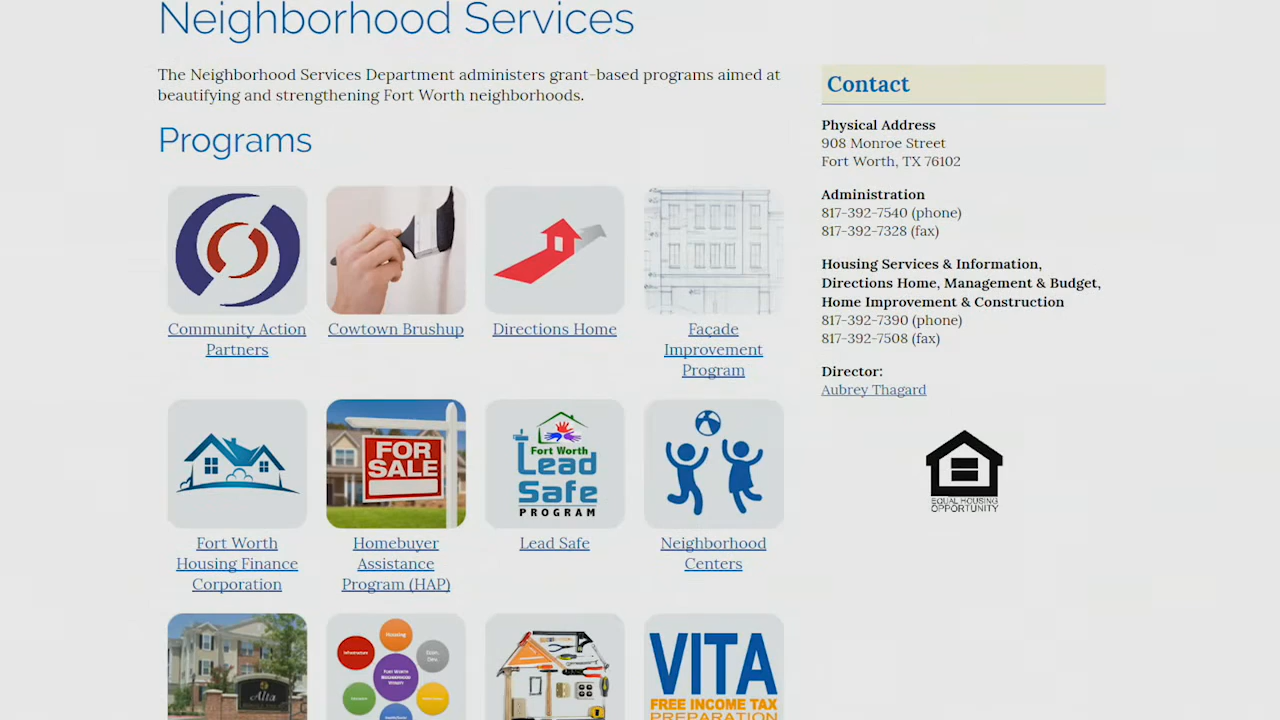 Neighborhood Services
The Neighborhood Services Department administers grant-based programs aimed at
beautifying and strengthening Fort Worth neighborhoods.
Programs
Community Action
Partners
Cowtown Brushup
Directions Home
Façade
Improvement
Program
FOR
SALE
Fort Worth
Lead
Safe
PROGRAM
Fort Worth
Housing Finance
Corporation
Homebuyer
Assistance
Program (HAP)
Lead Safe
Neighborhood
Centers
Alta
Housing
Infrastructure
FORT WORTH
NEIGHBORHOOD
VITALITY
VITA
FREE INCOME TAX
PREPARATION
Contact
Physical Address
908 Monroe Street
Fort Worth, TX 76102
Administration
817-392-7540 (phone)
817-392-7328 (fax)
Housing Services & Information,
Directions Home, Management & Budget,
Home Improvement & Construction
817-392-7390 (phone)
817-392-7508 (fax)
Director:
Aubrey Thagard
EQUAL HOUSING
OPPORTUNITY